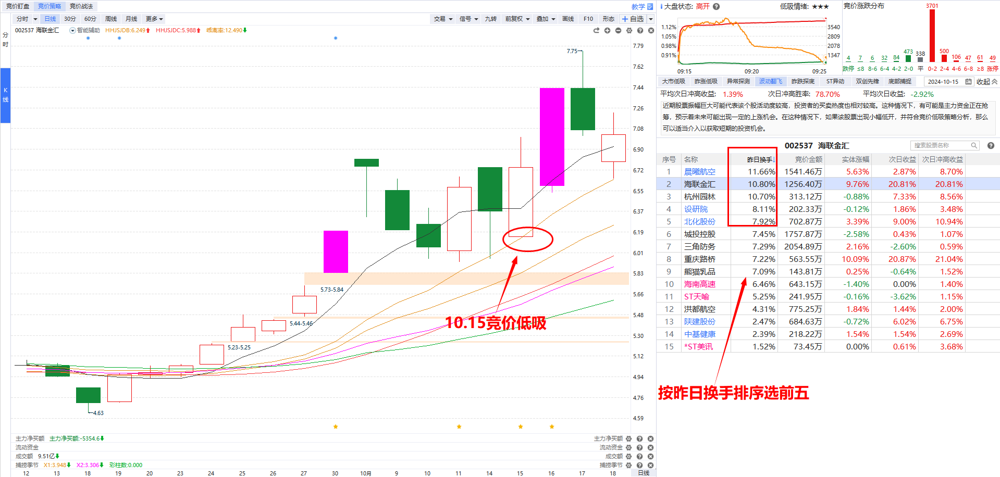 竞价盯盘 竞价策略 竞价战法 教学
分时 日线 30分 60分 周线 月线 更多 交易 信号 九转 前复权 叠加 画线 F10 形态 自选
002537 海联金汇 智能辅助 HHJSJDB:6.249 HHJSJDC:5.988 乖离率:12.490
分时
K线
7.79
7.62
7.44
7.26
7.08
6.90
6.72
6.55
6.37
6.19
6.01
5.83
5.66
5.48
5.30
5.12
4.94
4.76
4.59
7.75
5.73-5.84
5.44-5.46
5.23-5.25
4.63
10.15竞价低吸
主力净买额 主力净买额:-5354.6 主力净买额
流动资金 流动资金
成交额 9.51亿 成交额
捕捞季节 X1:3.948 X2:3.306 彩柱数:0.000 捕捞季节
12 13 18 19 20 23 24 25 26 27 30 10月 9 10 11 14 15 16 17 18 日线
大盘状态: 高开 低吸情绪: ★★★
1.12% 3540
1.05% 2809
0.98% 2078
0.91% 1347
09:15 09:20 09:25
竞价涨跌分布
4 7 6 32 84 473 338 3701 500 106 47 61 49
跌停 ≤8 8-6 6-4 4-2 2-0 平 0-2 2-4 4-6 6-8 ≥8 涨停
大市低吸 昨涨低吸 异常探测 波动翻飞 昨跌探底 ST异动 双创先锋 底部捕捉 2024-10-15 收起
平均次日冲高收益: 1.39% 次日冲高胜率: 78.70% 平均次日收益: -2.92%
近期股票振幅巨大可能代表该个股活动度较高，投资者的买卖热度也相对较高。这种情况下，有可能是主力资金正在抢
筹，预示着未来可能出现一定的上涨机会。在这种情况下，如果该股票出现小幅低开，并符合竞价低吸策略分析，那么
可以适当介入以获取短期的投资机会。
002537 海联金汇 搜索股票名称
序号 名称 昨日换手↓ 竞价金额 实体涨幅 次日收益 次日冲高收益
1 晨曦航空 11.66% 1541.46万 5.63% 2.87% 8.70%
2 海联金汇 10.80% 1256.40万 9.76% 20.81% 20.81%
3 杭州园林 10.70% 313.12万 -0.88% 7.33% 8.56%
4 设研院 8.11% 202.33万 -0.12% 1.86% 3.48%
5 北化股份 7.92% 702.87万 3.39% 9.00% 10.94%
6 城投控股 7.45% 1757.87万 -2.58% 0.43% 1.07%
7 三角防务 7.29% 2054.89万 2.16% -2.60% 0.59%
8 重庆路桥 7.22% 563.55万 10.09% 20.87% 21.04%
9 熊猫乳品 7.09% 143.81万 0.25% -0.64% 1.52%
10 海南高速 6.46% 643.15万 -1.40% 0.00% 1.40%
11 ST天喻 5.25% 241.95万 -0.16% -3.62% 1.15%
12 洪都航空 4.31% 775.25万 1.84% 1.44% 2.00%
13 陕建股份 2.47% 684.63万 -0.72% 6.02% 6.75%
14 中基健康 2.39% 218.22万 1.54% 1.54% 2.69%
15 *ST美讯 1.52% 73.45万 0.00% 0.61% 3.68%
按昨日换手排序选前五